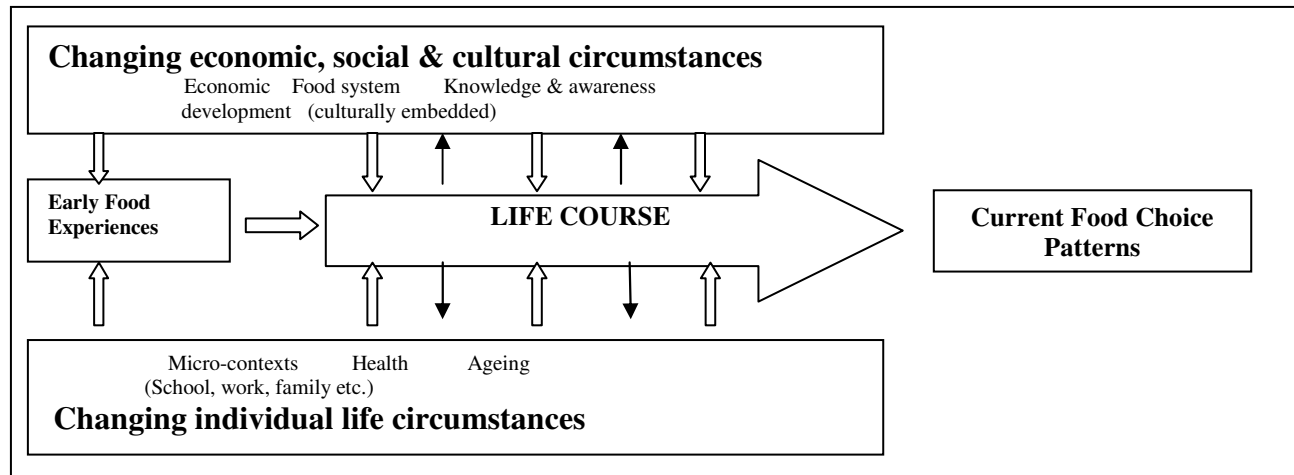 Changing economic, social & cultural circumstances
Economic Food system Knowledge & awareness
development (culturally embedded)
Early Food
Experiences
LIFE COURSE
Current Food Choice
Patterns
Micro-contexts Health Ageing
(School, work, family etc.)
Changing individual life circumstances